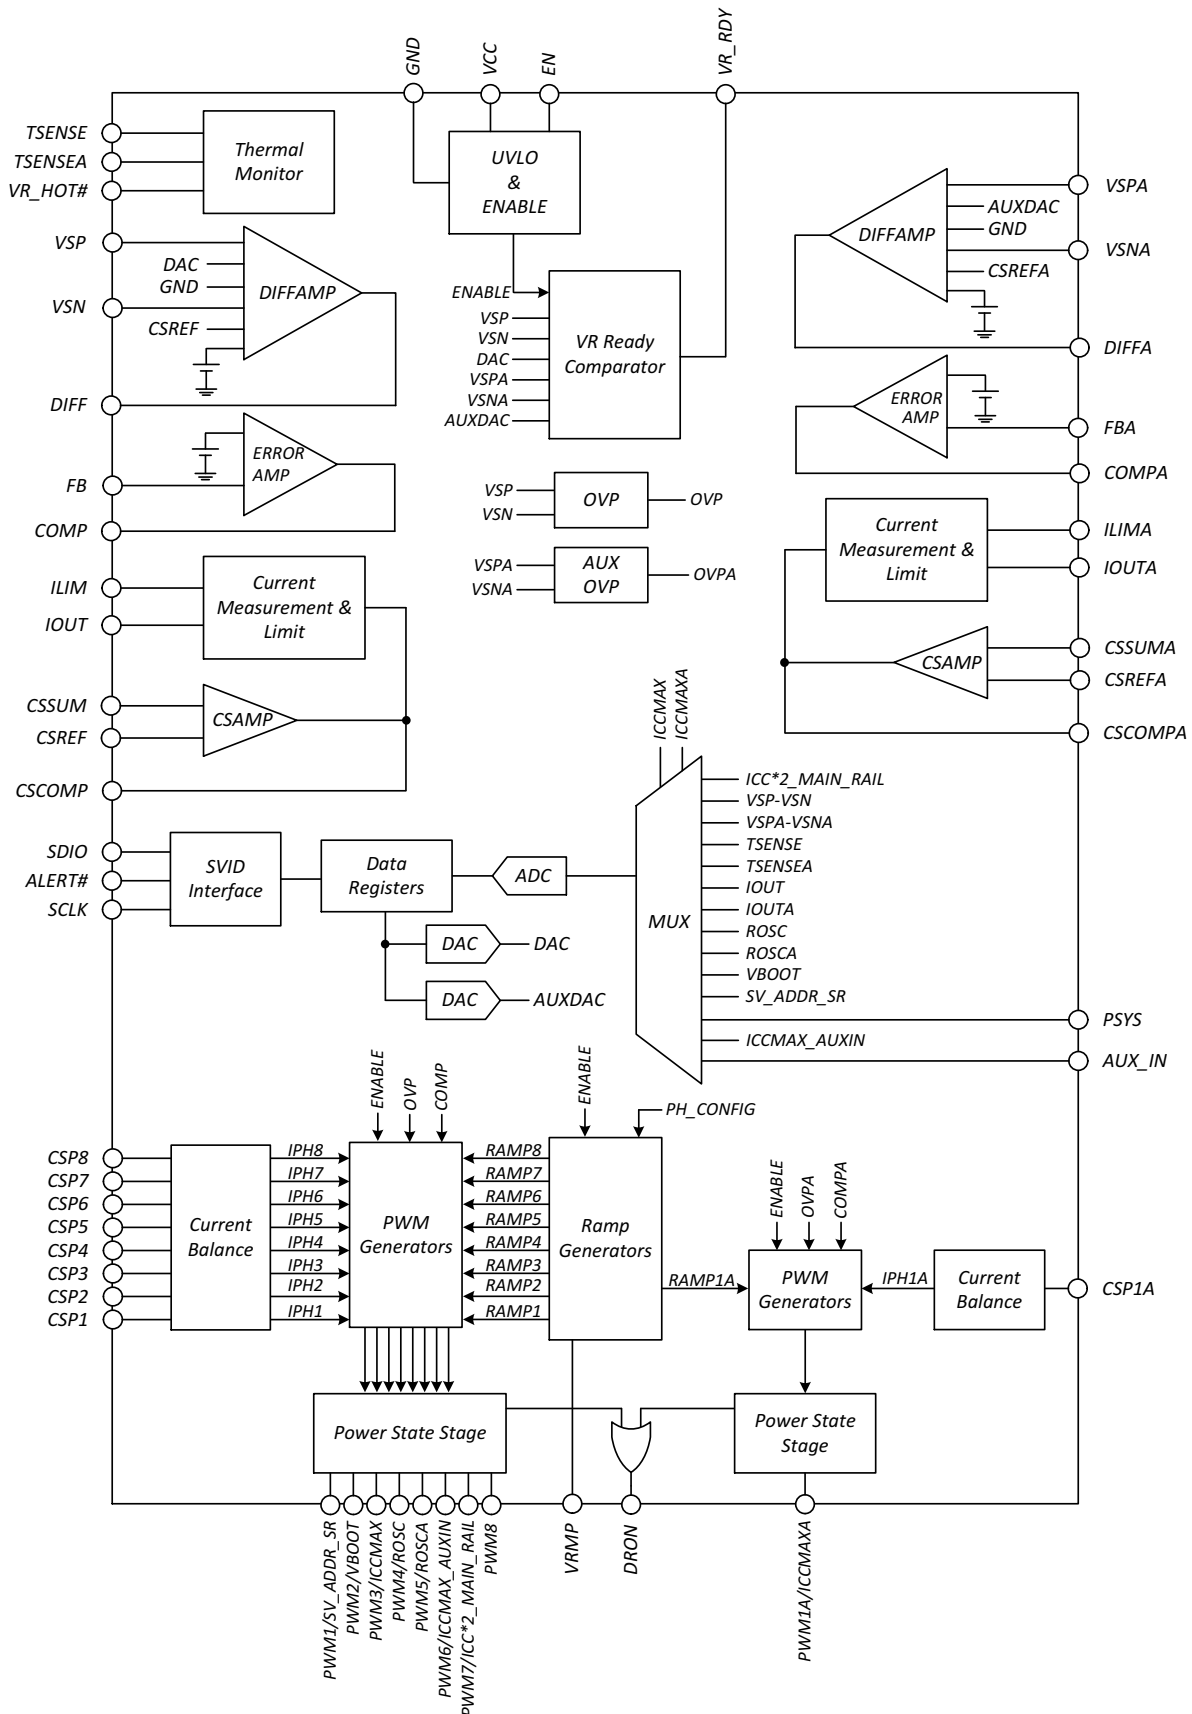 GND
VCC
EN
VR_RDY
TSENSE
TSENSEA
VR_HOT#
Thermal
Monitor
UVLO
&
ENABLE
VSP
DAC
GND
VSN
CSREF
DIFFAMP
DIFF
ENABLE
VSP
VSN
DAC
VSPA
VSNA
AUXDAC
VR Ready
Comparator
VSPA
AUXDAC
GND
VSNA
CSREFA
DIFFAMP
DIFFA
ERROR
AMP
FB
COMP
ERROR
AMP
FBA
COMPA
VSP
VSN
OVP
OVP
VSPA
VSNA
AUX
OVP
OVPA
ILIM
IOUT
Current
Measurement &
Limit
Current
Measurement &
Limit
ILIMA
IOUTA
CSSUM
CSREF
CSAMP
CSCOMP
CSAMP
CSSUMA
CSREFA
CSCOMPA
ICCMAX
ICCMAXA
ICC*2_MAIN_RAIL
VSP-VSN
VSPA-VSNA
TSENSE
TSENSEA
IOUT
IOUTA
ROSC
ROSCA
VBOOT
SV_ADDR_SR
ICCMAX_AUXIN
MUX
PSYS
AUX_IN
SDIO
ALERT#
SCLK
SVID
Interface
Data
Registers
ADC
DAC
DAC
DAC
AUXDAC
ENABLE
OVP
COMP
ENABLE
PH_CONFIG
CSP8
CSP7
CSP6
CSP5
CSP4
CSP3
CSP2
CSP1
Current
Balance
IPH8
IPH7
IPH6
IPH5
IPH4
IPH3
IPH2
IPH1
PWM
Generators
RAMP8
RAMP7
RAMP6
RAMP5
RAMP4
RAMP3
RAMP2
RAMP1
Ramp
Generators
RAMP1A
ENABLE
OVPA
COMPA
PWM
Generators
IPH1A
Current
Balance
CSP1A
Power State Stage
Power State
Stage
PWM1/SV_ADDR_SR
PWM2/VBOOT
PWM3/ICCMAX
PWM4/ROSC
PWM5/ROSCA
PWM6/ICCMAX_AUXIN
PWM7/ICC*2_MAIN_RAIL
PWM8
VRMP
DRON
PWM1A/ICCMAXA